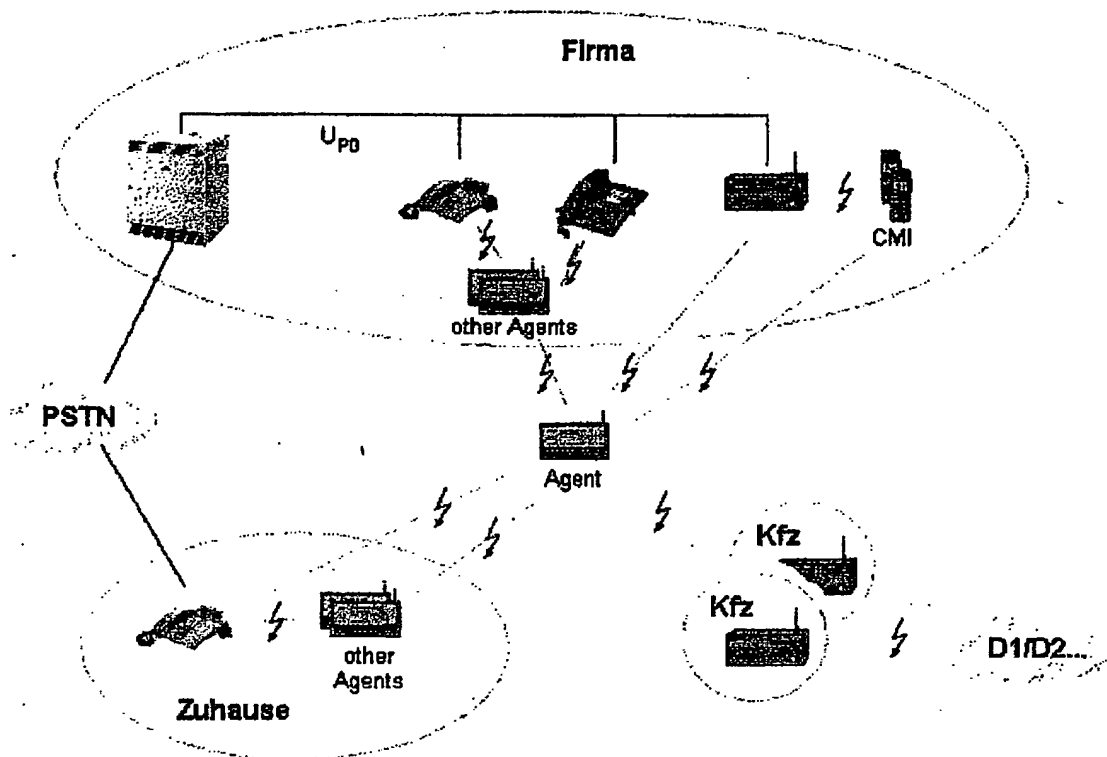 Firma
U_P0
CMI
other Agents
PSTN
Agent
Kfz
Kfz
other
Agents
D1/D2...
Zuhause